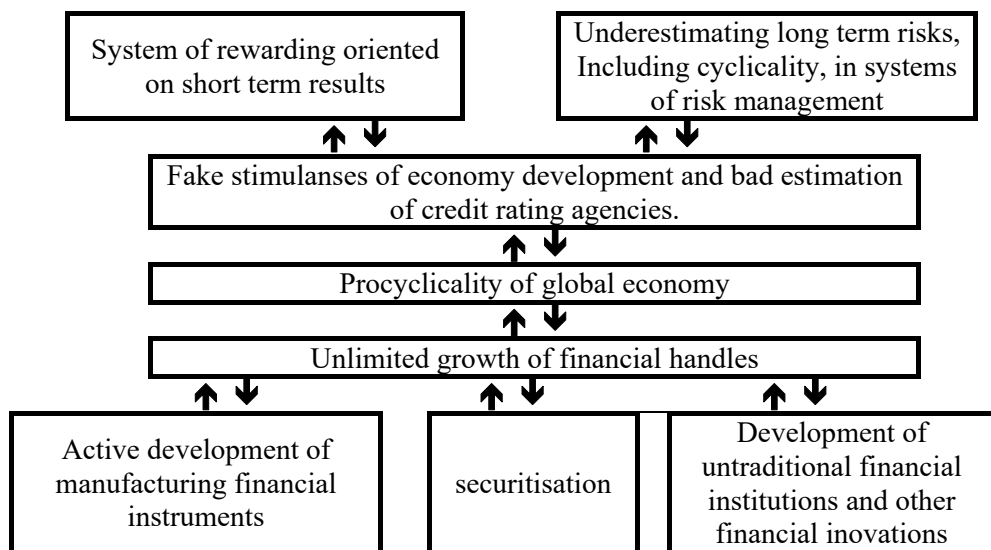 System of rewarding oriented
on short term results
Underestimating long term risks,
Including cyclicality, in systems
of risk management
Fake stimulanses of economy development and bad estimation
of credit rating agencies.
Procyclicality of global economy
Unlimited growth of financial handles
Active development of
manufacturing financial
instruments
securitisation
Development of
untraditional financial
institutions and other
financial inovations